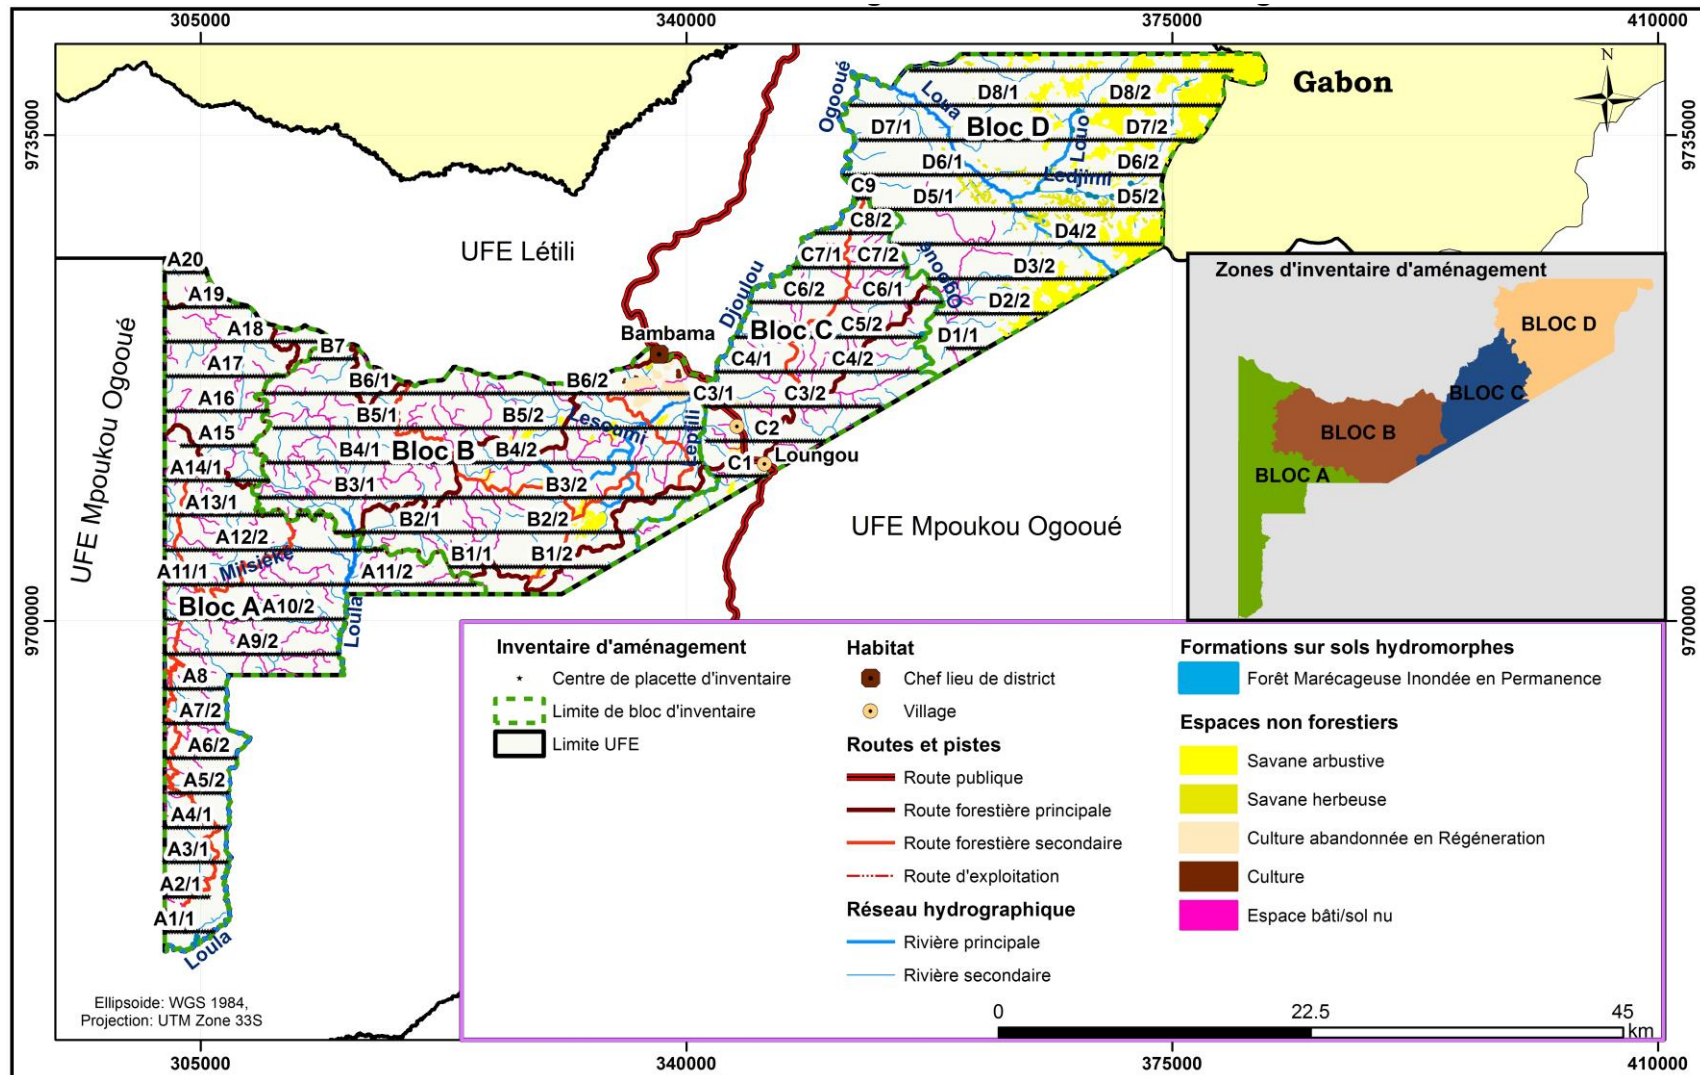 305000
340000
375000
410000
9735000
9735000
9700000
9700000
Gabon
N
UFE Létili
UFE Mpoukou Ogooué
UFE Mpoukou Ogooué
Ogooué
Loua
D8/1
D8/2
D7/1
Bloc D
D7/2
Louo
D6/1
D6/2
Ledjimi
C9
D5/1
D5/2
C8/2
D4/2
C7/1
C7/2
D3/2
Ogooué
C6/2
C6/1
D2/2
Djoulou
Bloc C
C5/2
D1/1
C4/1
C4/2
C3/1
C3/2
C2
C1
Loungou
Bambama
Leptili
A20
A19
A18
B7
A17
B6/1
B6/2
A16
B5/1
B5/2
Lesoumi
A15
B4/1
Bloc B
B4/2
A14/1
B3/1
B3/2
A13/1
B2/1
B2/2
A12/2
Milsiéké
B1/1
B1/2
A11/1
A11/2
Bloc A
A10/2
Loula
A9/2
A8
A7/2
A6/2
A5/2
A4/1
A3/1
A2/1
A1/1
Loula
Zones d'inventaire d'aménagement
BLOC D
BLOC C
BLOC B
BLOC A
Inventaire d'aménagement
Centre de placette d'inventaire
Limite de bloc d'inventaire
Limite UFE
Habitat
Chef lieu de district
Village
Routes et pistes
Route publique
Route forestière principale
Route forestière secondaire
Route d'exploitation
Réseau hydrographique
Rivière principale
Rivière secondaire
Formations sur sols hydromorphes
Forêt Marécageuse Inondée en Permanence
Espaces non forestiers
Savane arbustive
Savane herbeuse
Culture abandonnée en Régéneration
Culture
Espace bâti/sol nu
Ellipsoide: WGS 1984,
Projection: UTM Zone 33S
0
22.5
45
km
305000
340000
375000
410000